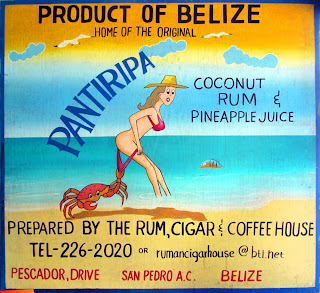 PRODUCT OF BELIZE
HOME OF THE ORIGINAL
PANTIRIPA
COCONUT
RUM &
PINEAPPLE JUICE
PREPARED BY THE RUM, CIGAR & COFFEE HOUSE
TEL-226-2020 OR rumancigarhouse@btl.net
PESCADOR, DRIVE SAN PEDRO A.C. BELIZE